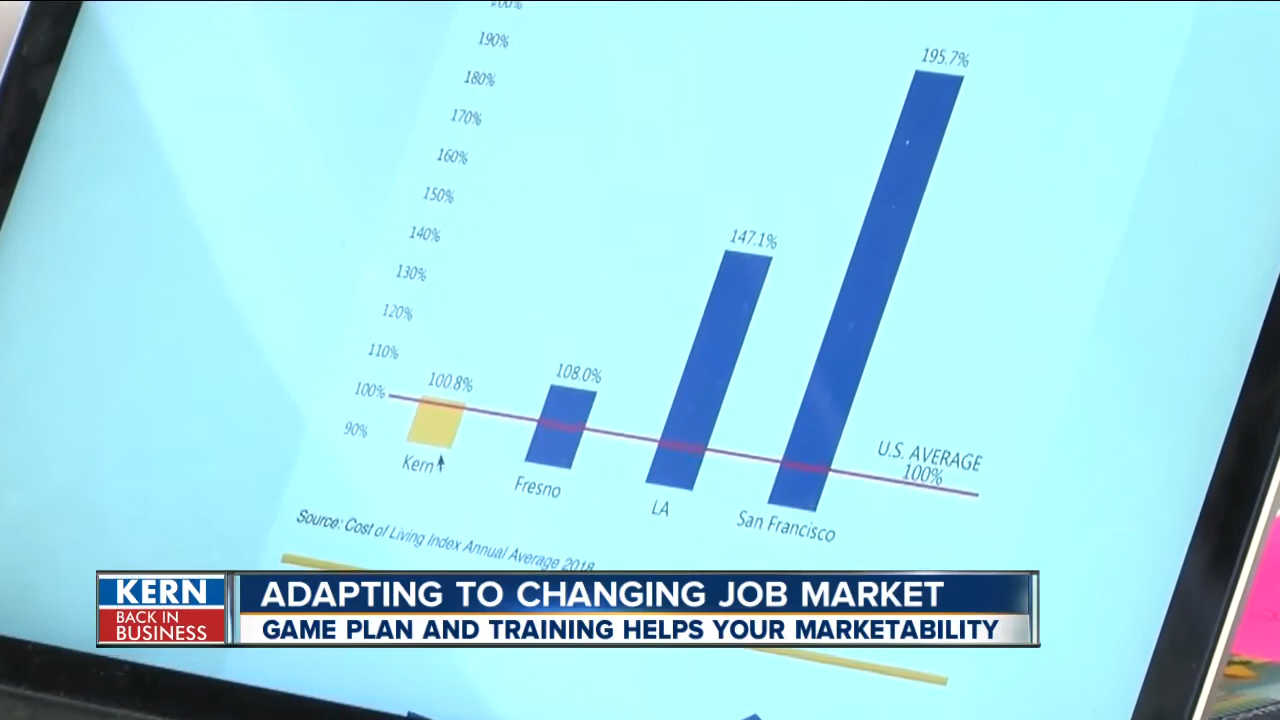 200%
190%
180%
170%
160%
150%
140%
130%
120%
110%
100%
90%
195.7%
147.1%
108.0%
100.8%
U.S. AVERAGE
100%
Kern
Fresno
LA
San Francisco
Source: Cost of Living Index Annual Average 2018
KERN
BACK IN
BUSINESS
ADAPTING TO CHANGING JOB MARKET
GAME PLAN AND TRAINING HELPS YOUR MARKETABILITY